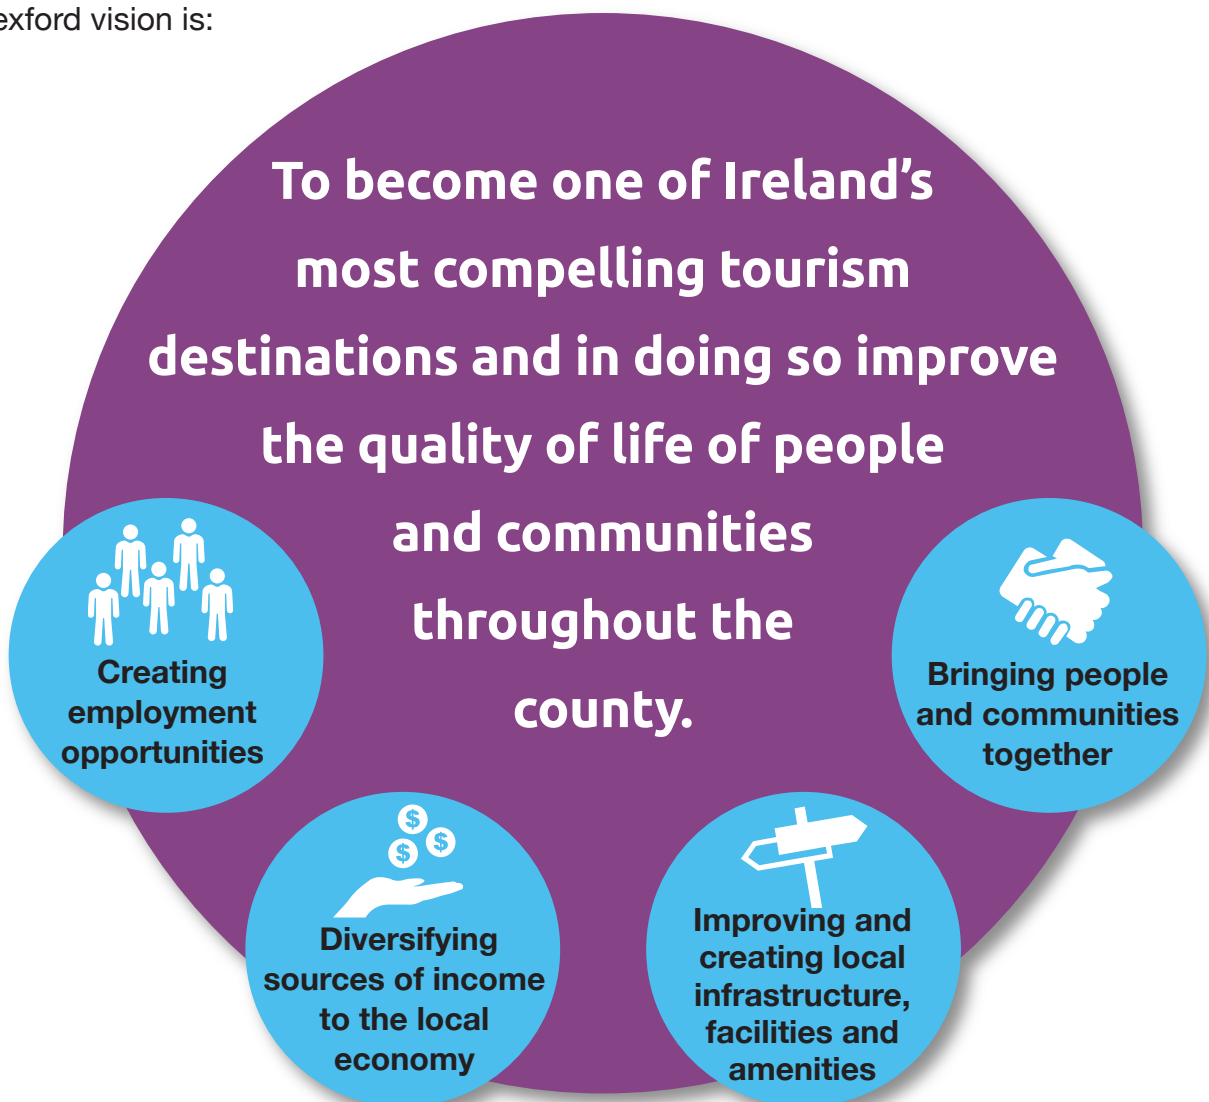 exford vision is:
To become one of Ireland's
most compelling tourism
destinations and in doing so improve
the quality of life of people
and communities
throughout the
county.
Creating
employment
opportunities
$
$
$
Diversifying
sources of income
to the local
economy
Improving and
creating local
infrastructure,
facilities and
amenities
Bringing people
and communities
together